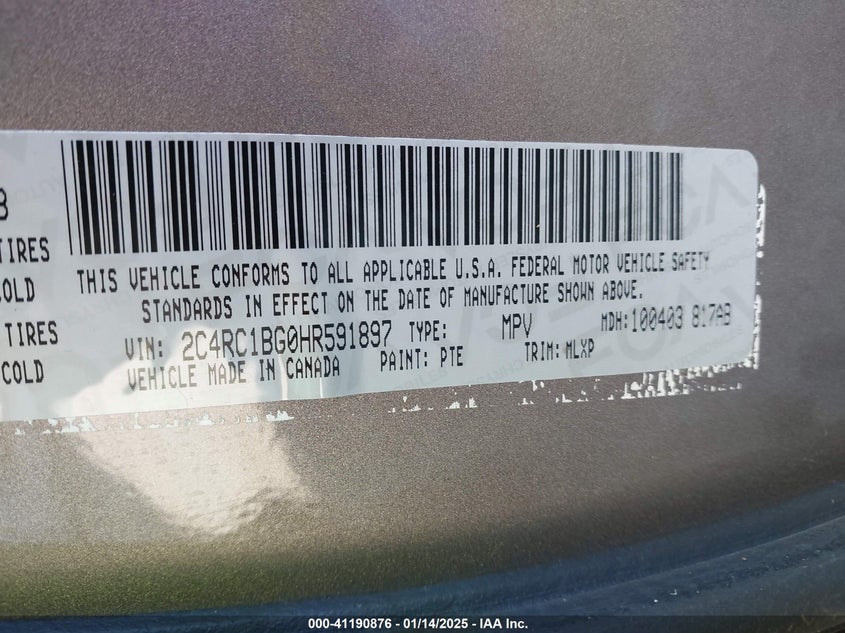 3
TIRES
COLD
TIRES
COLD
THIS VEHICLE CONFORMS TO ALL APPLICABLE U.S.A. FEDERAL MOTOR VEHICLE SAFETY
STANDARDS IN EFFECT ON THE DATE OF MANUFACTURE SHOWN ABOVE.
VIN: 2C4RC1BG0HR591897 TYPE: MPV MDH:100403 817AB
VEHICLE MADE IN CANADA PAINT: PTE TRIM: MLXP
000-41190876 - 01/14/2025 - IAA Inc.